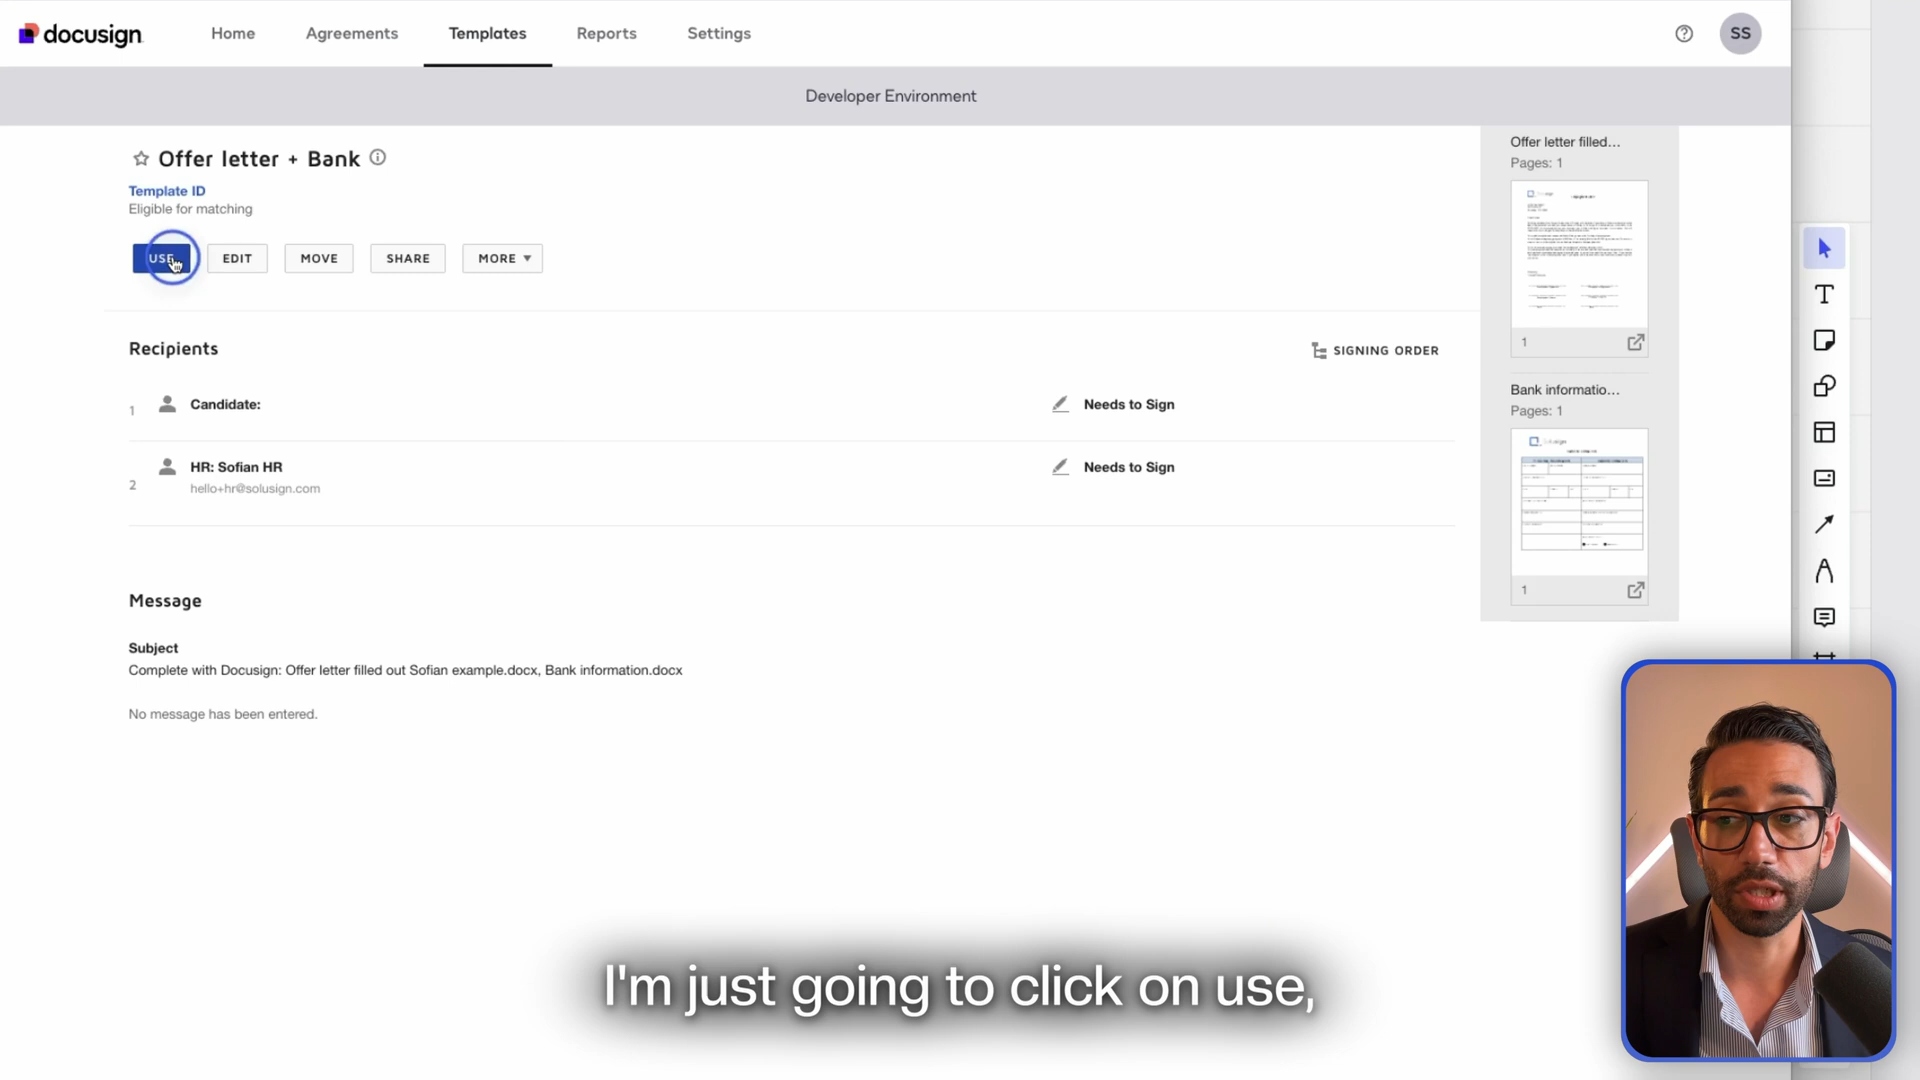 docusign
Home
Agreements
Templates
Reports
Settings
SS
Developer Environment
Offer letter + Bank
Template ID
Eligible for matching
USE
EDIT
MOVE
SHARE
MORE
Recipients
SIGNING ORDER
1
Candidate:
Needs to Sign
2
HR: Sofian HR
hello+hr@solusign.com
Needs to Sign
Message
Subject
Complete with Docusign: Offer letter filled out Sofian example.docx, Bank information.docx
No message has been entered.
Offer letter filled...
Pages: 1
1
Bank informatio...
Pages: 1
1
I'm just going to click on use,